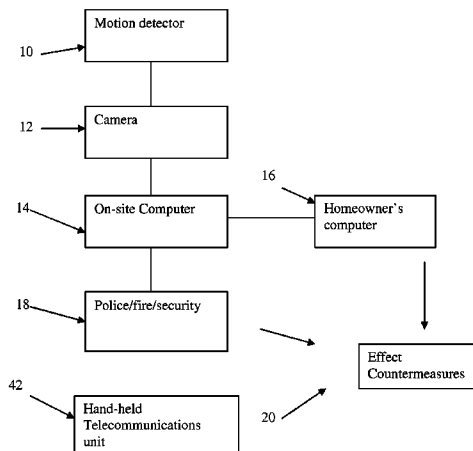 Motion detector
10
12
Camera
16
14
On-site Computer
Homeowner's
computer
18
Police/fire/security
Effect
Countermeasures
42
Hand-held
Telecommunications
unit
20